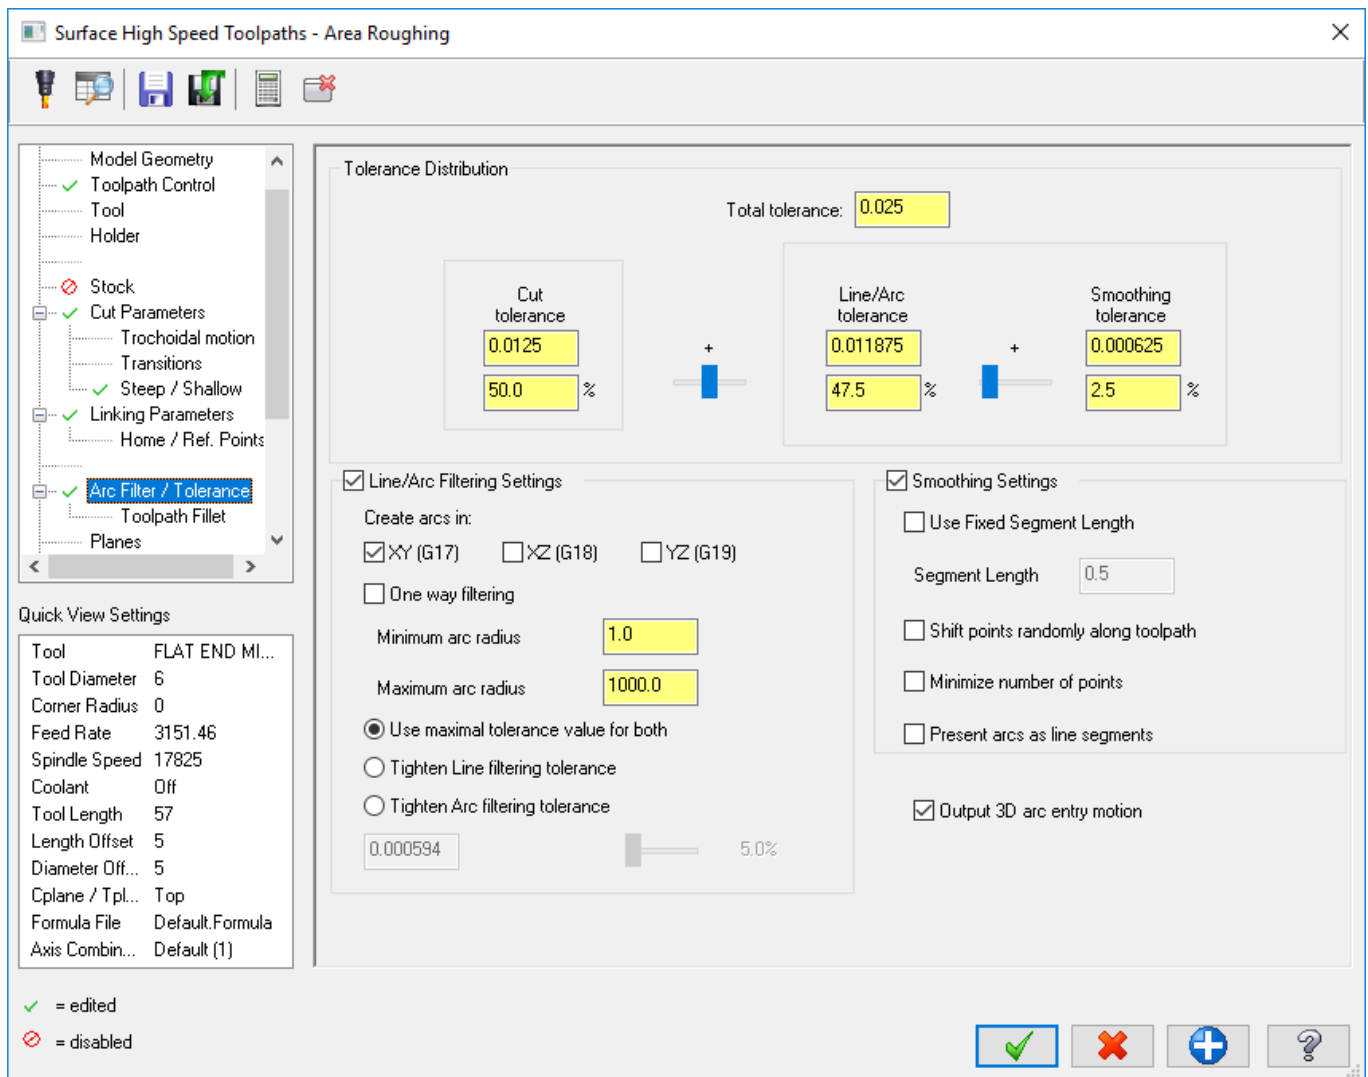 Surface High Speed Toolpaths - Area Roughing
Model Geometry
Toolpath Control
Tool
Holder
Stock
Cut Parameters
Trochoidal motion
Transitions
Steep / Shallow
Linking Parameters
Home / Ref. Points
Arc Filter / Tolerance
Toolpath Fillet
Planes
Quick View Settings
Tool FLAT END MI...
Tool Diameter 6
Corner Radius 0
Feed Rate 3151.46
Spindle Speed 17825
Coolant Off
Tool Length 57
Length Offset 5
Diameter Off... 5
Cplane / Tpl... Top
Formula File Default.Formula
Axis Combin... Default (1)
= edited
= disabled
Tolerance Distribution
Total tolerance: 0.025
Cut
tolerance
0.0125
50.0 %
+
Line/Arc
tolerance
0.011875
47.5 %
+
Smoothing
tolerance
0.000625
2.5 %
Line/Arc Filtering Settings
Create arcs in:
XY (G17) XZ (G18) YZ (G19)
One way filtering
Minimum arc radius 1.0
Maximum arc radius 1000.0
Use maximal tolerance value for both
Tighten Line filtering tolerance
Tighten Arc filtering tolerance
0.000594 5.0%
Smoothing Settings
Use Fixed Segment Length
Segment Length 0.5
Shift points randomly along toolpath
Minimize number of points
Present arcs as line segments
Output 3D arc entry motion